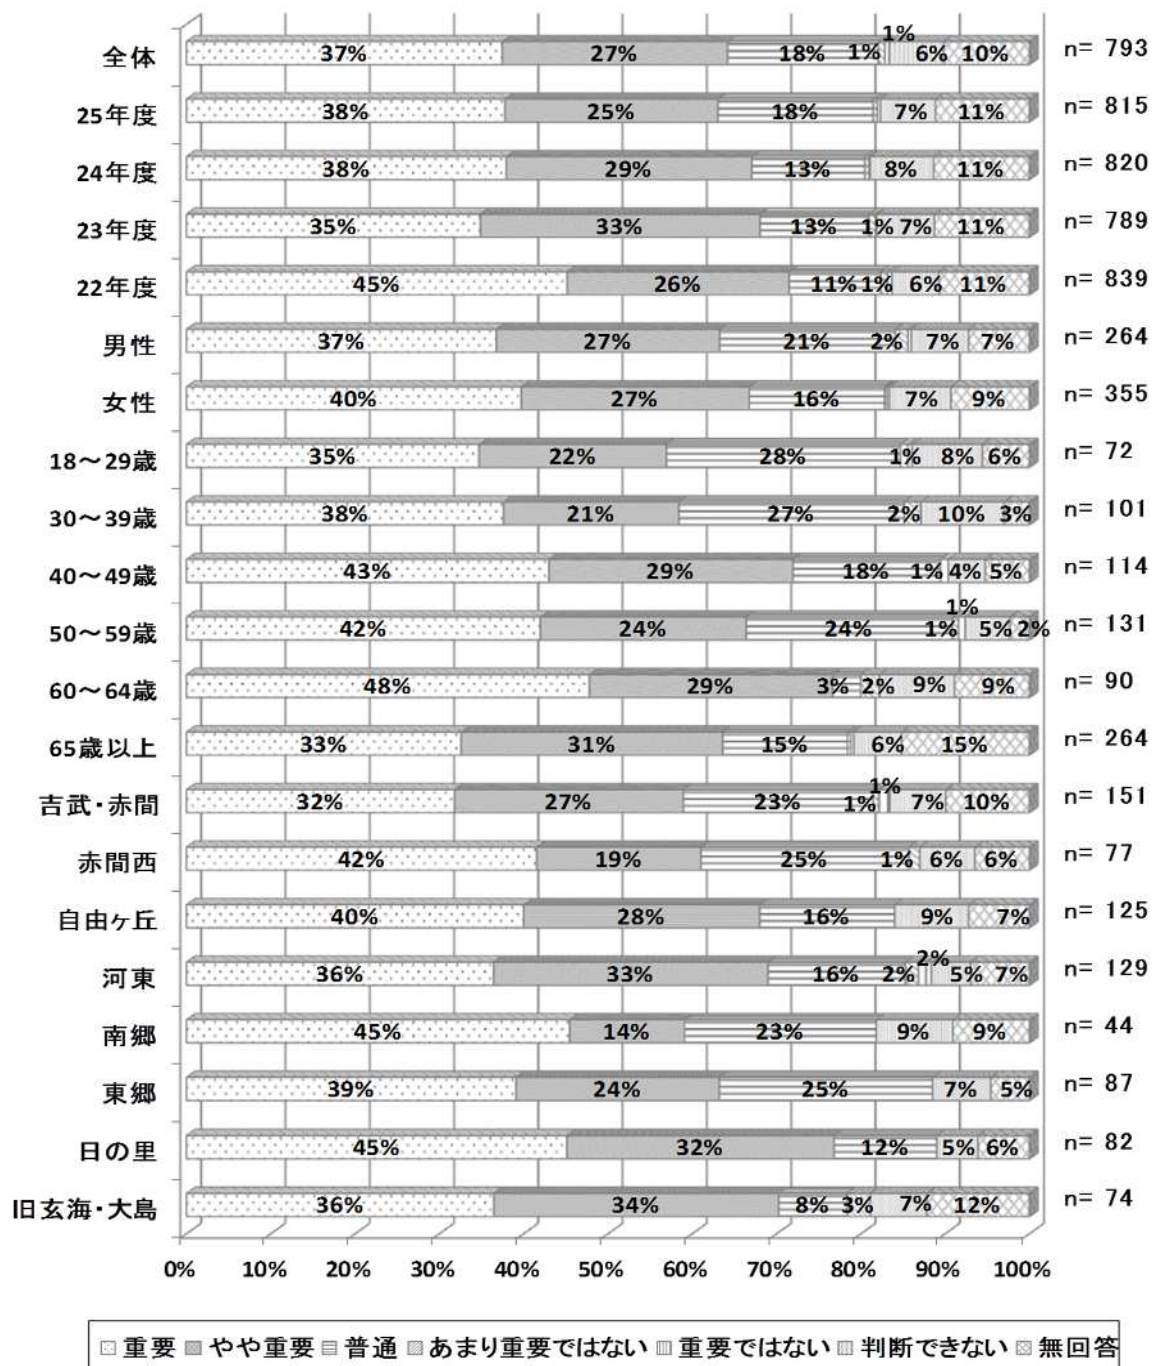 1%
全体 37% 27% 18% 1% 6% 10% n= 793
25年度 38% 25% 18% 7% 11% n= 815
24年度 38% 29% 13% 8% 11% n= 820
23年度 35% 33% 13% 1% 7% 11% n= 789
22年度 45% 26% 11% 1% 6% 11% n= 839
男性 37% 27% 21% 2% 7% 7% n= 264
女性 40% 27% 16% 7% 9% n= 355
18～29歳 35% 22% 28% 1% 8% 6% n= 72
30～39歳 38% 21% 27% 2% 10% 3% n= 101
40～49歳 43% 29% 18% 1% 4% 5% n= 114
1%
50～59歳 42% 24% 24% 1% 5% 2% n= 131
60～64歳 48% 29% 3% 2% 9% 9% n= 90
65歳以上 33% 31% 15% 6% 15% n= 264
1%
吉武・赤間 32% 27% 23% 1% 7% 10% n= 151
赤間西 42% 19% 25% 1% 6% 6% n= 77
自由ヶ丘 40% 28% 16% 9% 7% n= 125
2%
河東 36% 33% 16% 2% 5% 7% n= 129
南郷 45% 14% 23% 9% 9% n= 44
東郷 39% 24% 25% 7% 5% n= 87
日の里 45% 32% 12% 5% 6% n= 82
旧玄海・大島 36% 34% 8% 3% 7% 12% n= 74
0% 10% 20% 30% 40% 50% 60% 70% 80% 90% 100%
重要 やや重要 普通 あまり重要ではない 重要ではない 判断できない 無回答